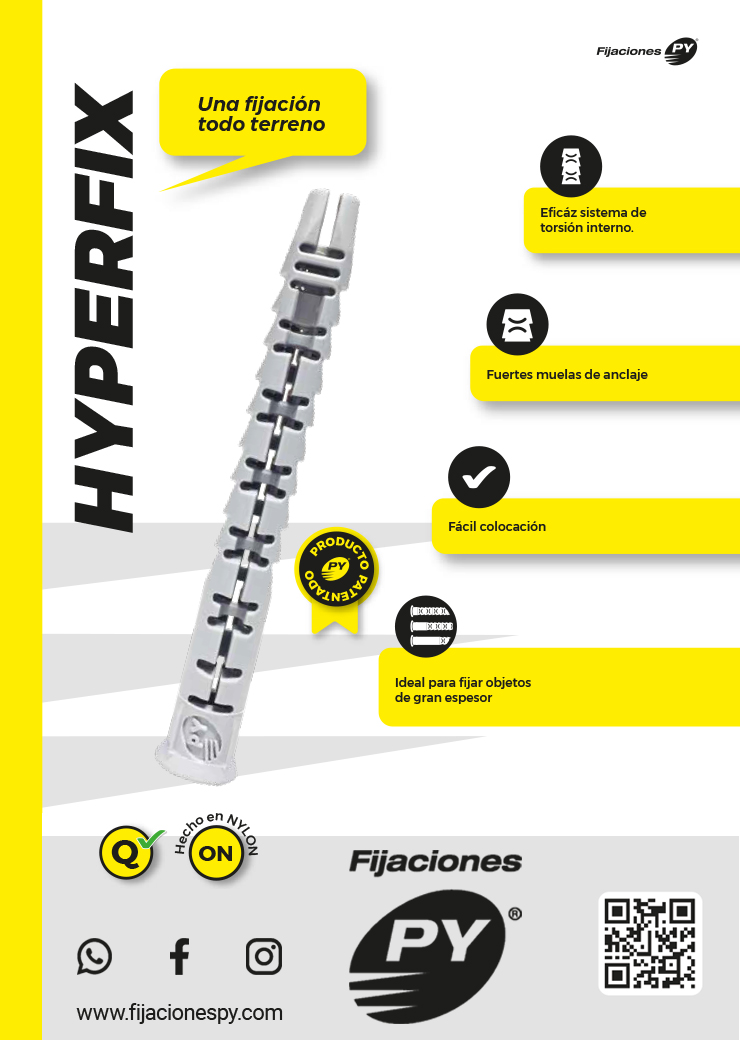 Fijaciones PY
HYPERFIX
Una fijación
todo terreno
Eficáz sistema de
torsión interno.
Fuertes muelas de anclaje
Fácil colocación
PRODUCTO
PY
PATENTADO
Ideal para fijar objetos
de gran espesor
PY
Q
Hecho en NYLON
ON
Fijaciones
PY®
www.fijacionespy.com